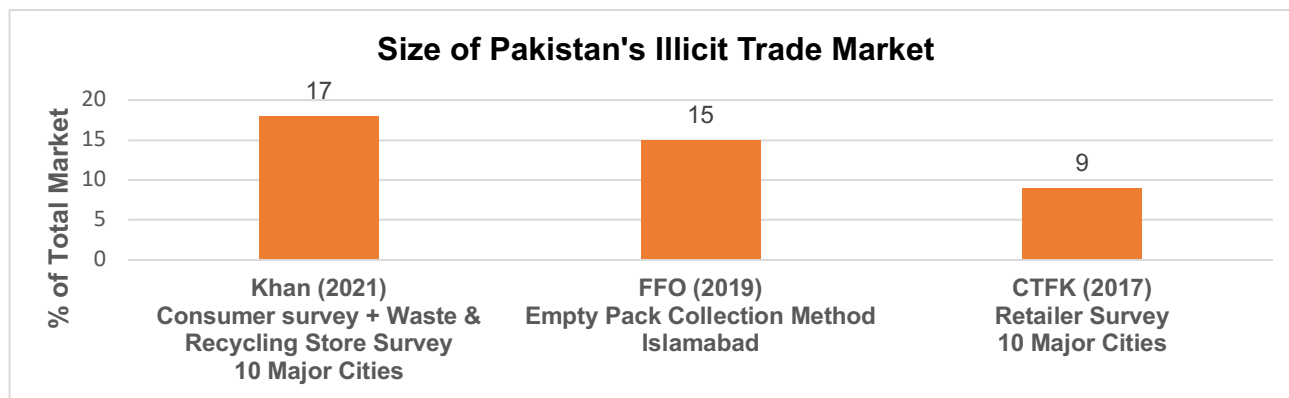 Size of Pakistan's Illicit Trade Market
% of Total Market
20
15
10
5
0
17
15
9
Khan (2021)
Consumer survey + Waste &
Recycling Store Survey
10 Major Cities
FFO (2019)
Empty Pack Collection Method
Islamabad
CTFK (2017)
Retailer Survey
10 Major Cities